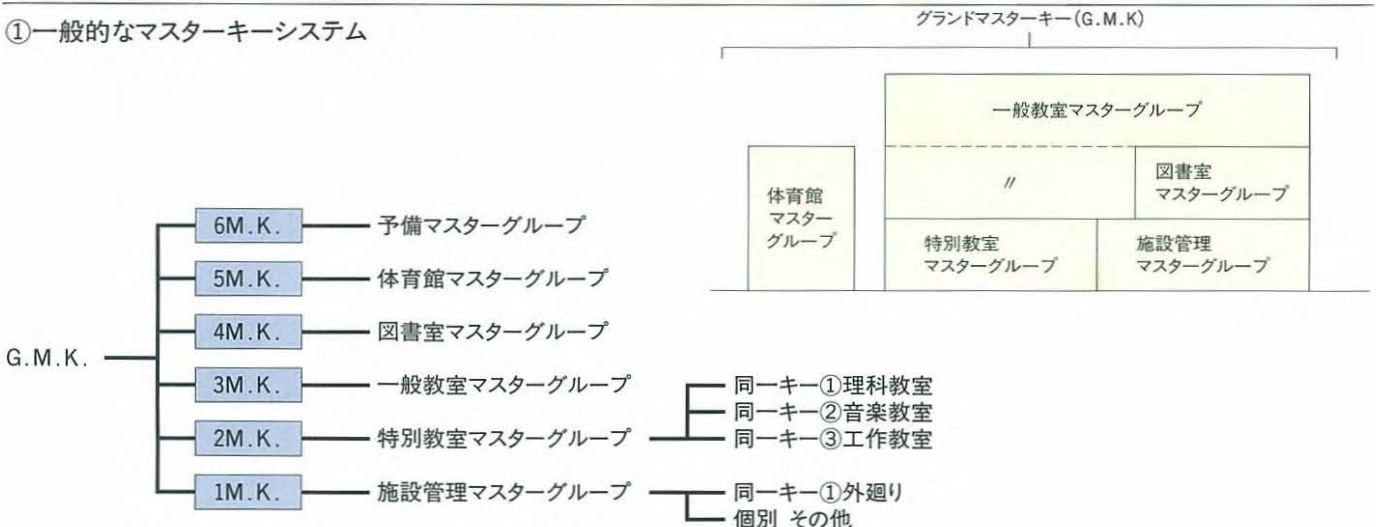 ①一般的なマスターキーシステム
グランドマスターキー(G.M.K)
一般教室マスターグループ
〃
図書室
マスターグループ
体育館
マスター
グループ
特別教室
マスターグループ
施設管理
マスターグループ
G.M.K.
6M.K. 予備マスターグループ
5M.K. 体育館マスターグループ
4M.K. 図書室マスターグループ
3M.K. 一般教室マスターグループ
2M.K. 特別教室マスターグループ
同一キー①理科教室
同一キー②音楽教室
同一キー③工作教室
1M.K. 施設管理マスターグループ
同一キー①外廻り
個別 その他